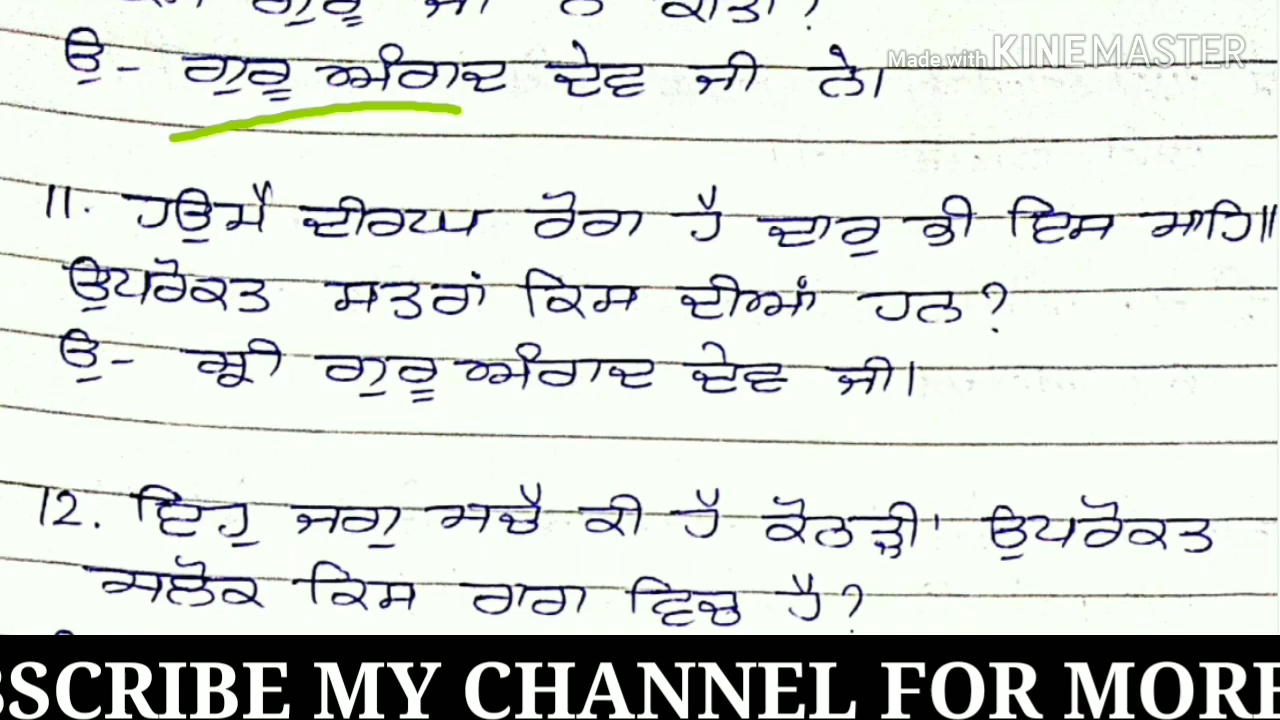 ਗੁਰੂ ਜੀ ਨੇ ਕੀਤਾ?
Made with KINEMASTER
ਉ- ਗੁਰੂ ਅੰਗਦ ਦੇਵ ਜੀ ਨੇ।
11. ਹਉਮੈ ਦੀਰਘ ਰੋਗ ਹੈ ਦਾਰੁ ਭੀ ਇਸ ਮਾਹਿ॥
ਉਪਰੋਕਤ ਸਤਰਾਂ ਕਿਸ ਦੀਆਂ ਹਨ?
ਉ- ਸ੍ਰੀ ਗੁਰੂ ਅੰਗਦ ਦੇਵ ਜੀ।
12. ਇਹੁ ਜਗੁ ਸਚੈ ਕੀ ਹੈ ਕੋਠੜੀ' ਉਪਰੋਕਤ
ਸਲੋਕ ਕਿਸ ਰਾਗ ਵਿਚ ਹੈ?
BSCRIBE MY CHANNEL FOR MORE